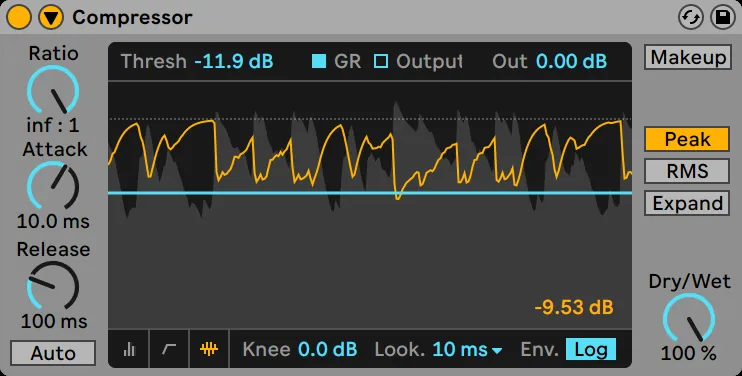 Compressor
Ratio
inf : 1
Attack
10.0 ms
Release
100 ms
Auto
Thresh -11.9 dB GR Output Out 0.00 dB
-9.53 dB
Knee 0.0 dB Look. 10 ms Env. Log
Makeup
Peak
RMS
Expand
Dry/Wet
100 %